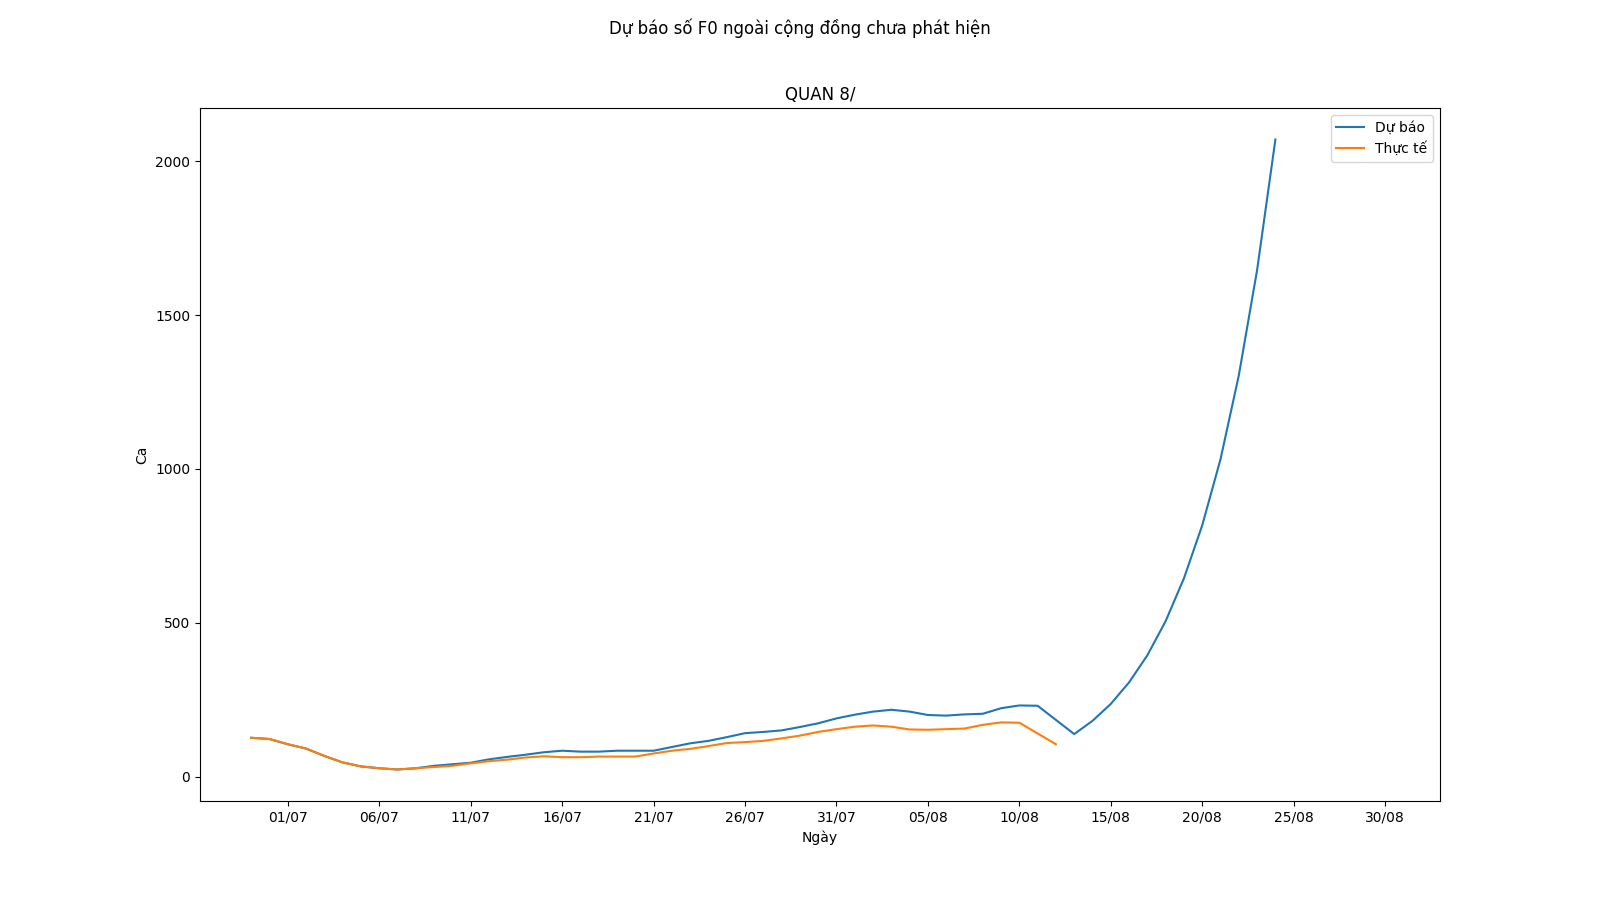 Dự báo số F0 ngoài cộng đồng chưa phát hiện
QUAN 8/
Dự báo
Thực tế
2000
1500
1000
500
0
Ca
01/07 06/07 11/07 16/07 21/07 26/07 31/07 05/08 10/08 15/08 20/08 25/08 30/08
Ngày